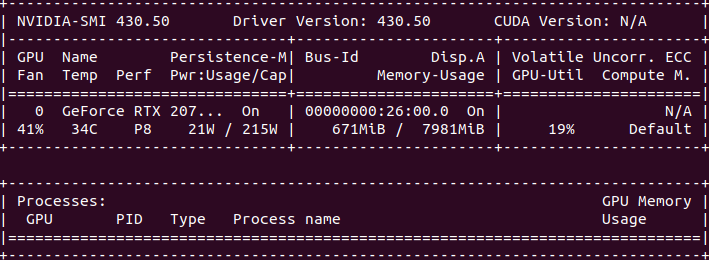 +-----------------------------------------------------------------------------+
| NVIDIA-SMI 430.50       Driver Version: 430.50       CUDA Version: N/A      |
|-------------------------------+----------------------+----------------------+
| GPU  Name        Persistence-M| Bus-Id        Disp.A | Volatile Uncorr. ECC |
| Fan  Temp  Perf  Pwr:Usage/Cap|         Memory-Usage | GPU-Util  Compute M. |
|===============================+======================+======================|
|   0  GeForce RTX 207...  On   | 00000000:26:00.0  On |                  N/A |
| 41%   34C    P8    21W / 215W |    671MiB /  7981MiB |     19%      Default |
+-------------------------------+----------------------+----------------------+
+-----------------------------------------------------------------------------+
| Processes:                                                       GPU Memory |
|  GPU       PID   Type   Process name                             Usage      |
|=============================================================================|
+-----------------------------------------------------------------------------+